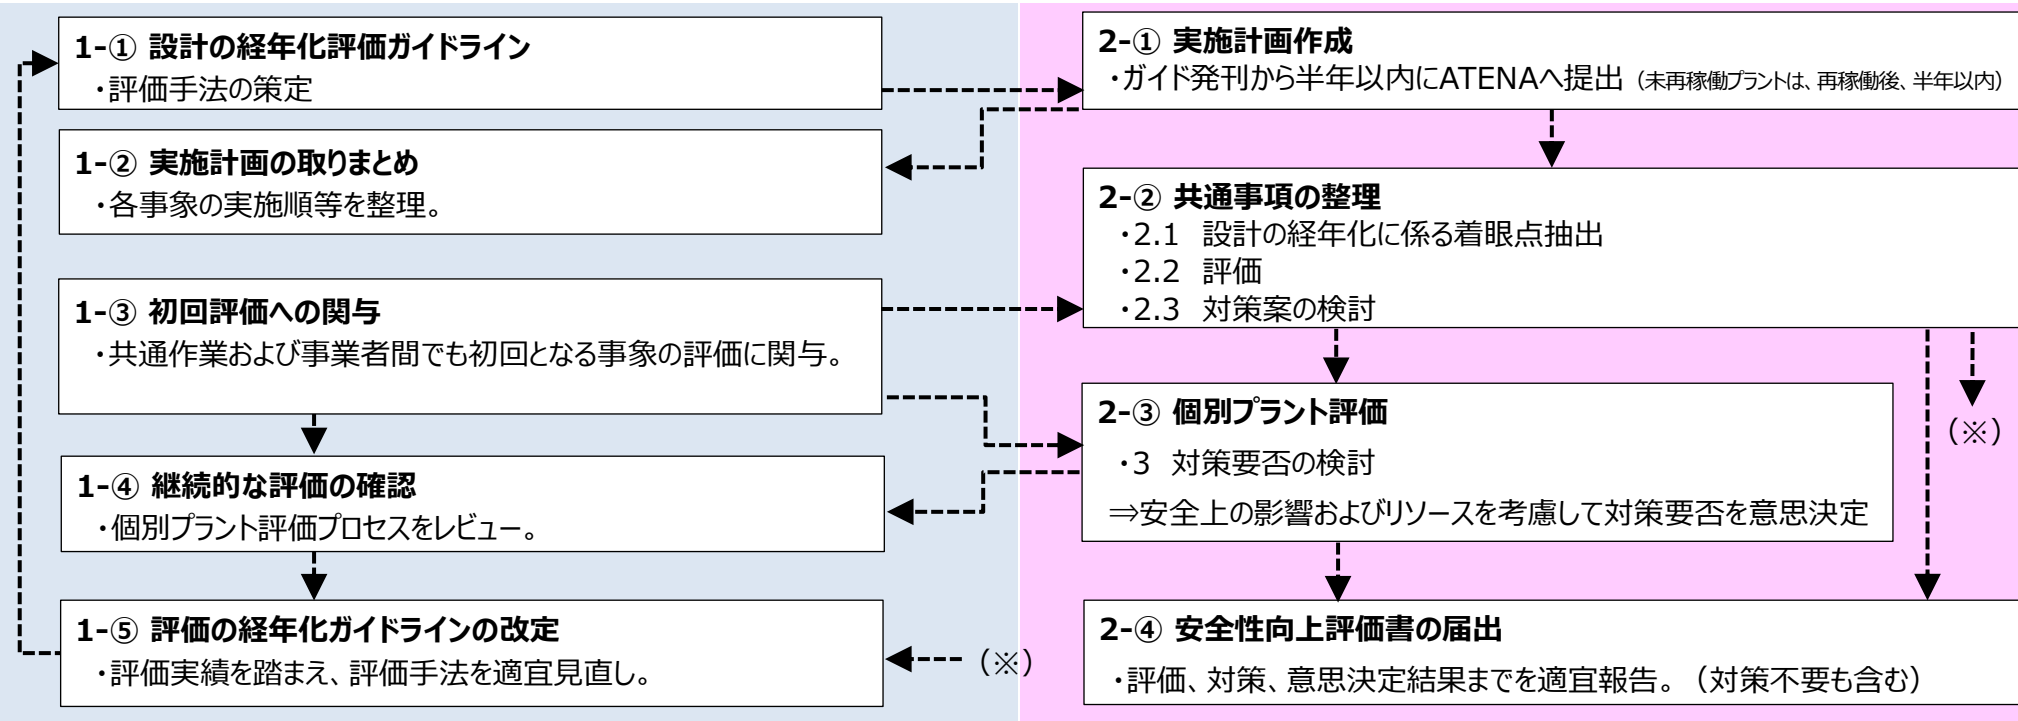 1-① 設計の経年化評価ガイドライン
・評価手法の策定
1-② 実施計画の取りまとめ
・各事象の実施順等を整理。
1-③ 初回評価への関与
・共通作業および事業者間でも初回となる事象の評価に関与。
1-④ 継続的な評価の確認
・個別プラント評価プロセスをレビュー。
1-⑤ 評価の経年化ガイドラインの改定
・評価実績を踏まえ、評価手法を適宜見直し。
（※）
2-① 実施計画作成
・ガイド発刊から半年以内にATENAへ提出（未再稼働プラントは、再稼働後、半年以内）
2-② 共通事項の整理
・2.1 設計の経年化に係る着眼点抽出
・2.2 評価
・2.3 対策案の検討
（※）
2-③ 個別プラント評価
・3 対策要否の検討
⇒安全上の影響およびリソースを考慮して対策要否を意思決定
2-④ 安全性向上評価書の届出
・評価、対策、意思決定結果までを適宜報告。（対策不要も含む）